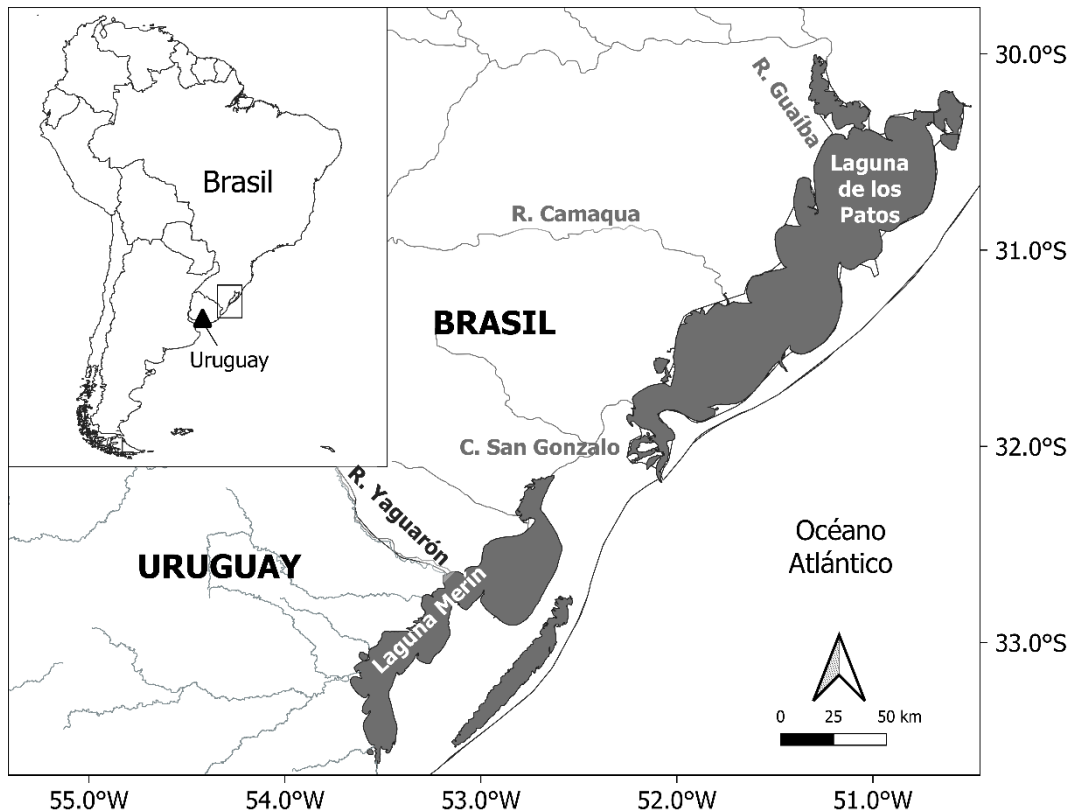 Brasil
Uruguay
R. Guaíba
Laguna
de los
Patos
R. Camaqua
BRASIL
C. San Gonzalo
R. Yaguarón
URUGUAY
Laguna Merin
Océano
Atlántico
0 25 50 km
30.0°S
31.0°S
32.0°S
33.0°S
55.0°W 54.0°W 53.0°W 52.0°W 51.0°W